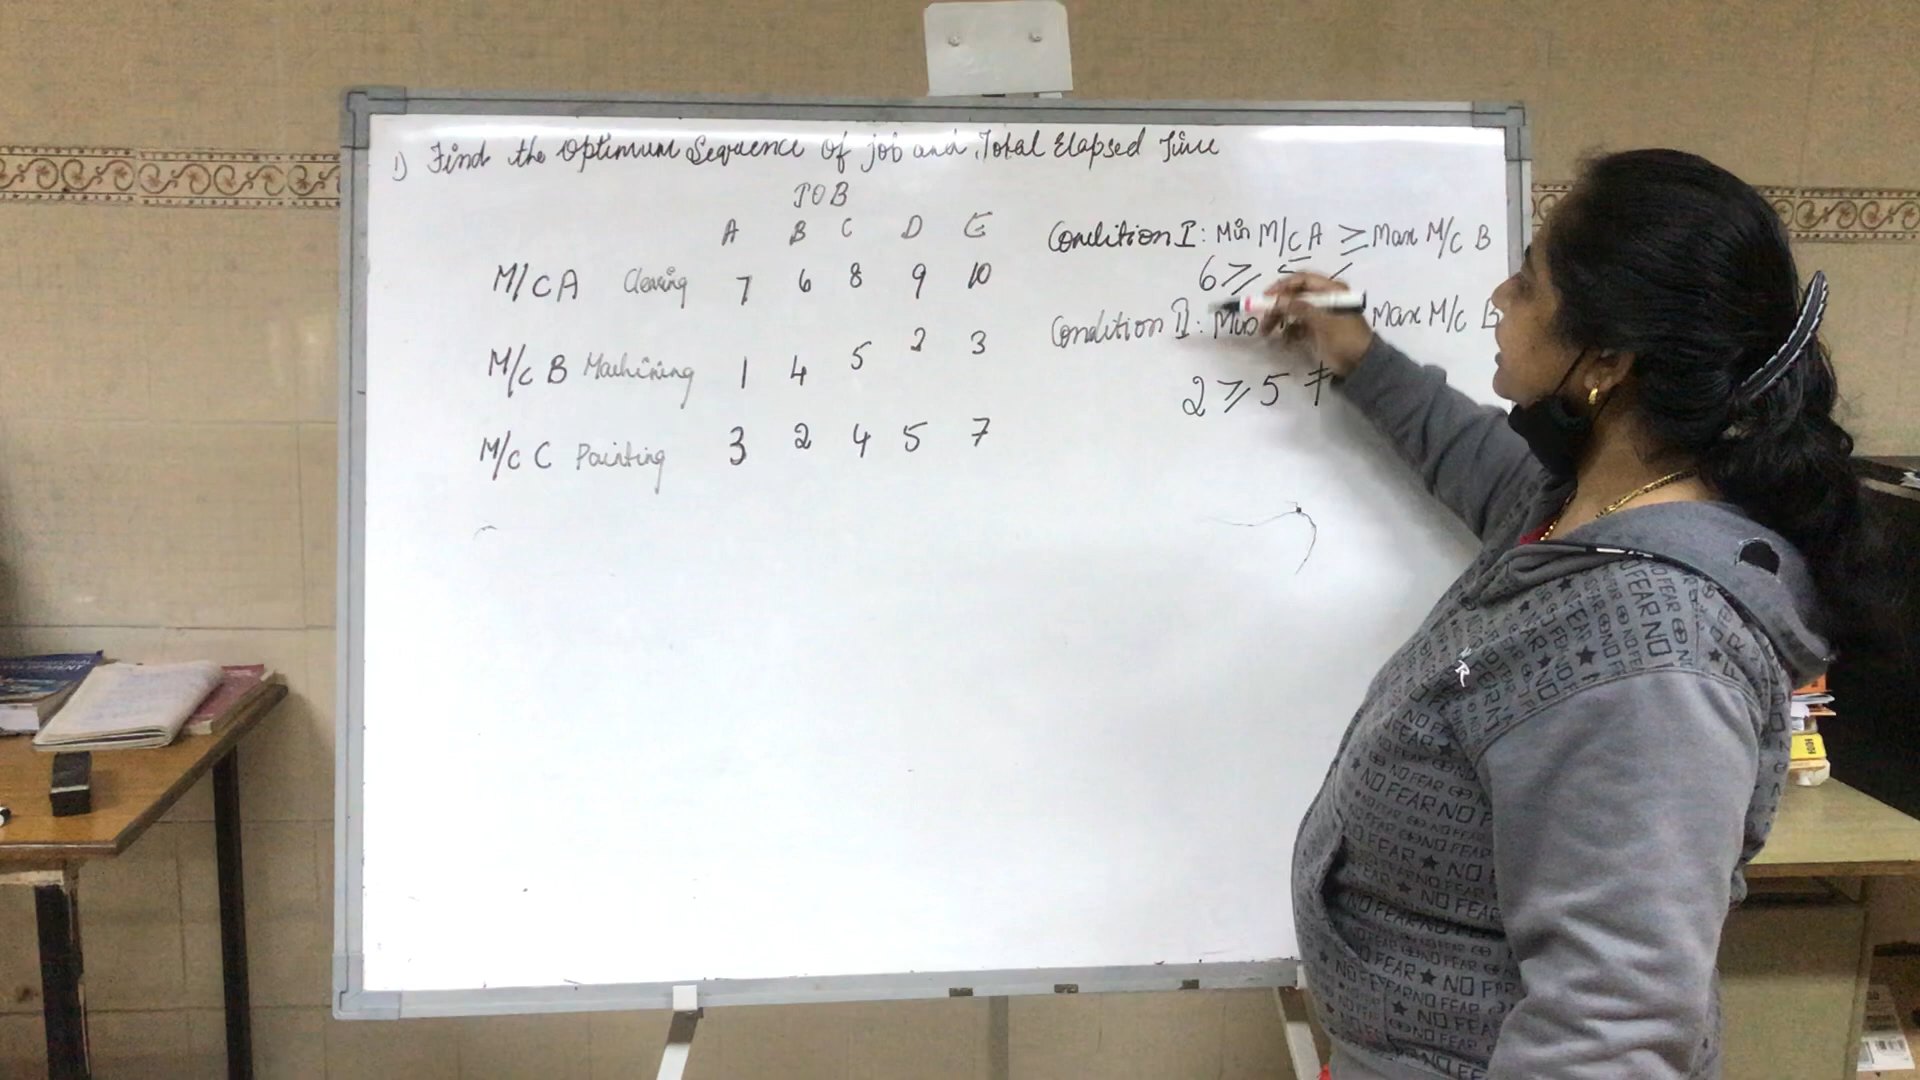 1) Find the Optimum Sequence of job and Total Elapsed Time
JOB
A B C D E
M/C A Cleaning 7 6 8 9 10
M/C B Machining 1 4 5 2 3
M/C C Painting 3 2 4 5 7
Condition I : Min M/C A ≥ Max M/C B
6 ≥ 5
Condition II : Min Max M/C B
2 ≥ 5
NO FEAR